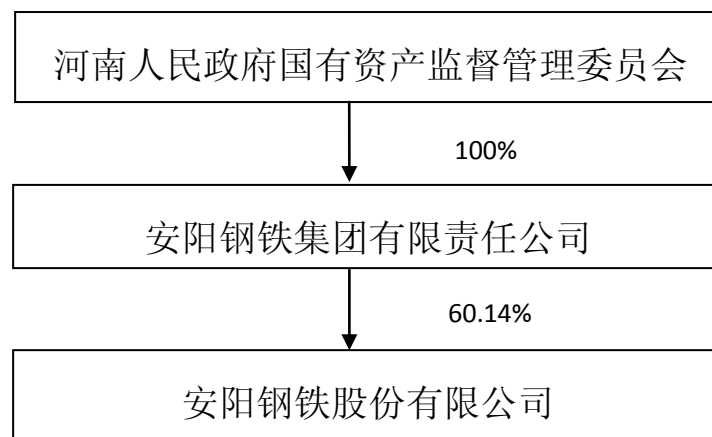 河南人民政府国有资产监督管理委员会
100%
安阳钢铁集团有限责任公司
60.14%
安阳钢铁股份有限公司